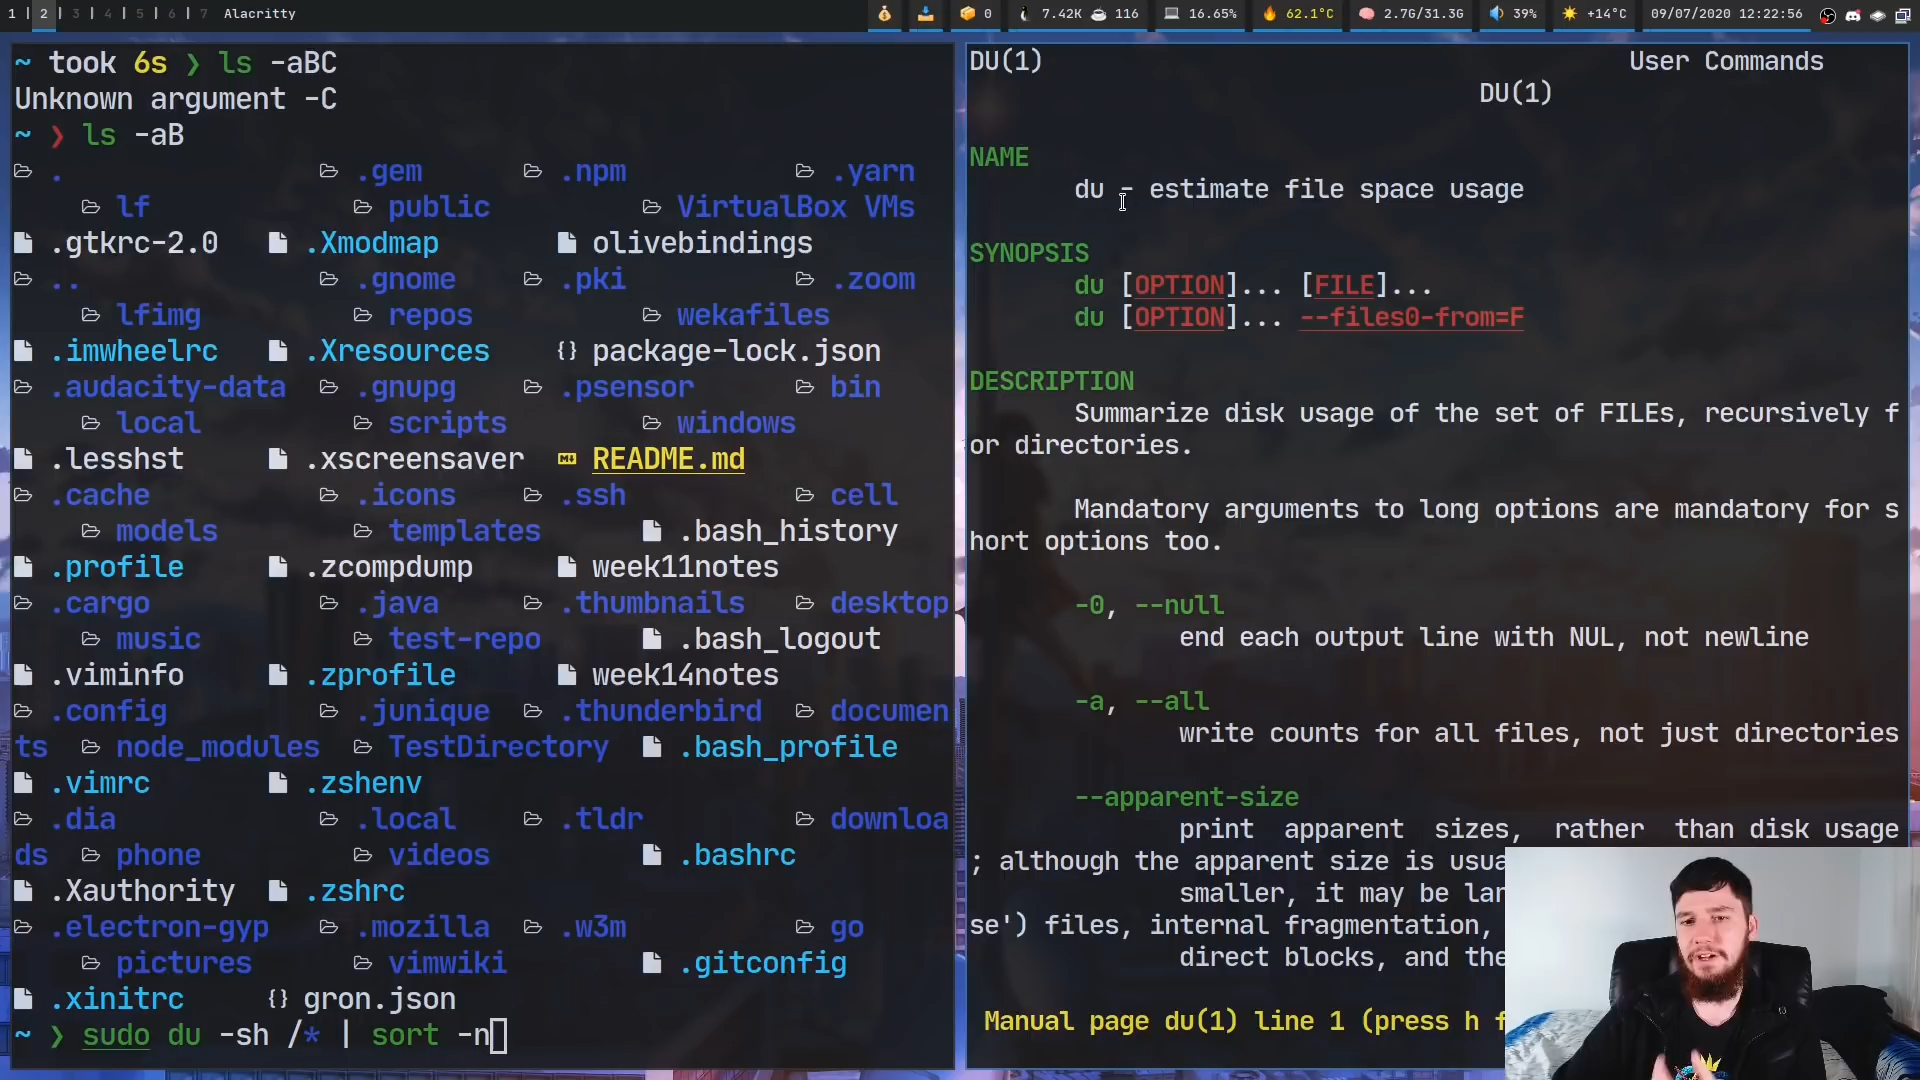 1 | 2 | 3 | 4 | 5 | 6 | 7 Alacritty 0 7.42K 116 16.65% 62.1°C 2.7G/31.3G 39% +14°C 09/07/2020 12:22:56
~ took 6s ❯ ls -aBC
Unknown argument -C
~ ❯ ls -aB
. .gem .npm .yarn
lf public VirtualBox VMs
.gtkrc-2.0 .Xmodmap olivebindings
.. .gnome .pki .zoom
lfimg repos wekafiles
.imwheelrc .Xresources package-lock.json
.audacity-data .gnupg .psensor bin
local scripts windows
.lesshst .xscreensaver README.md
.cache .icons .ssh cell
models templates .bash_history
.profile .zcompdump week11notes
.cargo .java .thumbnails desktop
music test-repo .bash_logout
.viminfo .zprofile week14notes
.config .junique .thunderbird documen
ts node_modules TestDirectory .bash_profile
.vimrc .zshenv
.dia .local .tldr downloa
ds phone videos .bashrc
.Xauthority .zshrc
.electron-gyp .mozilla .w3m go
pictures vimwiki .gitconfig
.xinitrc gron.json
~ ❯ sudo du -sh /* | sort -n
DU(1) User Commands
DU(1)
NAME
du - estimate file space usage
SYNOPSIS
du [OPTION]... [FILE]...
du [OPTION]... --files0-from=F
DESCRIPTION
Summarize disk usage of the set of FILEs, recursively f
or directories.
Mandatory arguments to long options are mandatory for s
hort options too.
-0, --null
end each output line with NUL, not newline
-a, --all
write counts for all files, not just directories
--apparent-size
print apparent sizes, rather than disk usage
; although the apparent size is usua
smaller, it may be lar
se') files, internal fragmentation,
direct blocks, and the
Manual page du(1) line 1 (press h f